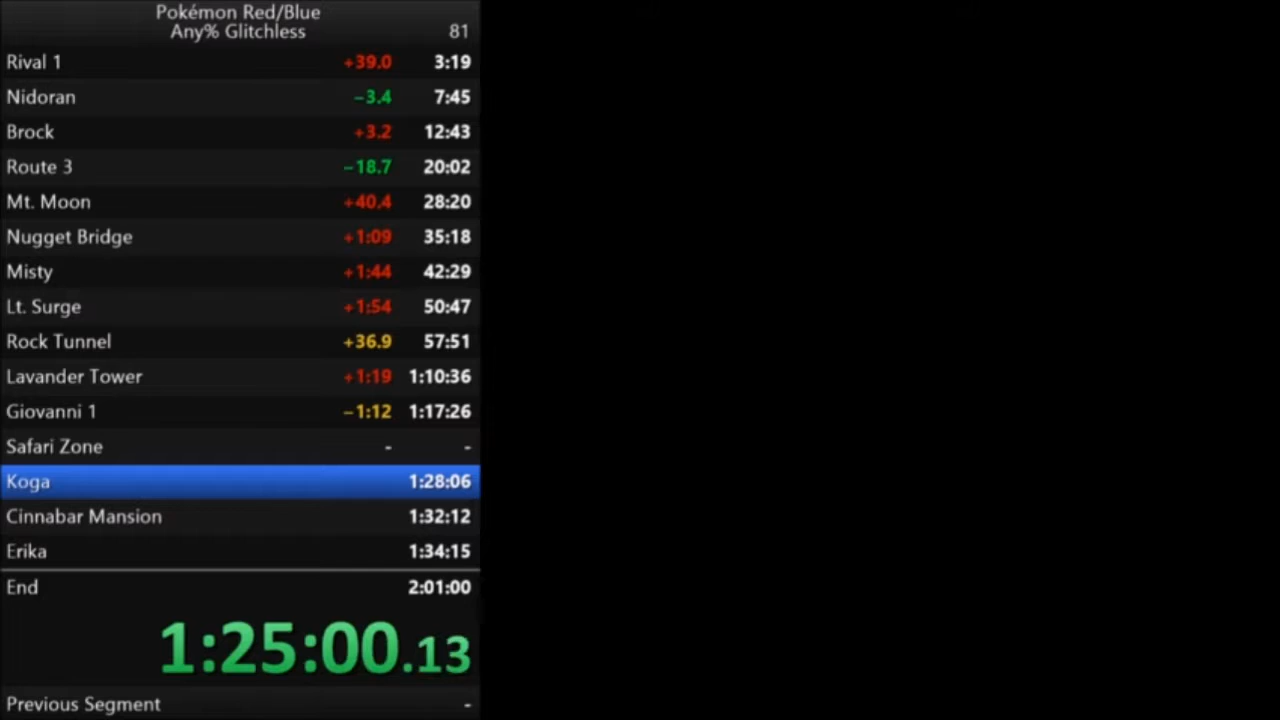 Pokémon Red/Blue
Any% Glitchless 81
Rival 1 +39.0 3:19
Nidoran −3.4 7:45
Brock +3.2 12:43
Route 3 −18.7 20:02
Mt. Moon +40.4 28:20
Nugget Bridge +1:09 35:18
Misty +1:44 42:29
Lt. Surge +1:54 50:47
Rock Tunnel +36.9 57:51
Lavander Tower +1:19 1:10:36
Giovanni 1 −1:12 1:17:26
Safari Zone - -
Koga 1:28:06
Cinnabar Mansion 1:32:12
Erika 1:34:15
End 2:01:00
1:25:00.13
Previous Segment -